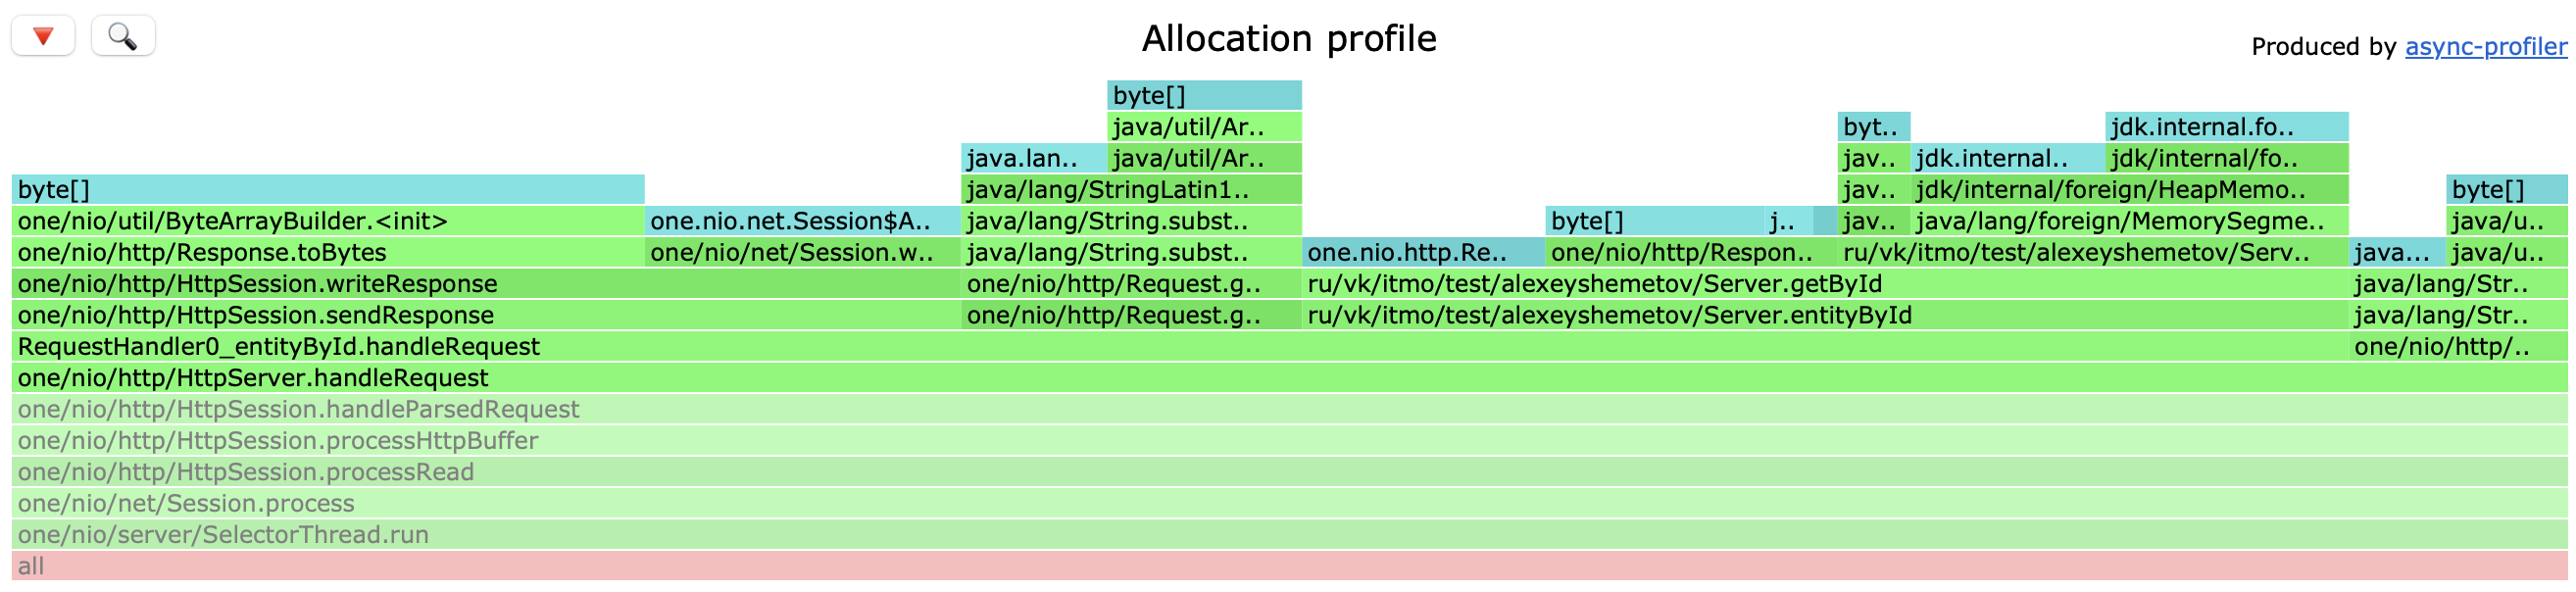 Allocation profile
Produced by async-profiler
byte[]
java/util/Ar..
byt..
jdk.internal.fo..
java.lan..
java/util/Ar..
jav..
jdk.internal..
jdk/internal/fo..
byte[]
java/lang/StringLatin1..
jav..
jdk/internal/foreign/HeapMemo..
byte[]
one/nio/util/ByteArrayBuilder.<init>
one.nio.net.Session$A..
java/lang/String.subst..
byte[]
j..
jav..
java/lang/foreign/MemorySegme..
java/u..
one/nio/http/Response.toBytes
one/nio/net/Session.w..
java/lang/String.subst..
one.nio.http.Re..
one/nio/http/Respon..
ru/vk/itmo/test/alexeyshemetov/Serv..
java...
java/u..
one/nio/http/HttpSession.writeResponse
one/nio/http/Request.g..
ru/vk/itmo/test/alexeyshemetov/Server.getById
java/lang/Str..
one/nio/http/HttpSession.sendResponse
one/nio/http/Request.g..
ru/vk/itmo/test/alexeyshemetov/Server.entityById
java/lang/Str..
RequestHandler0_entityById.handleRequest
one/nio/http/..
one/nio/http/HttpServer.handleRequest
one/nio/http/HttpSession.handleParsedRequest
one/nio/http/HttpSession.processHttpBuffer
one/nio/http/HttpSession.processRead
one/nio/net/Session.process
one/nio/server/SelectorThread.run
all